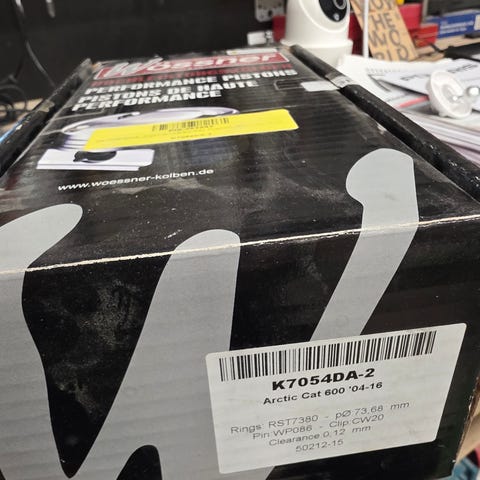 Woessner
PERFORMANCE PISTONS
PISTONS DE HAUTE
PERFORMANCE
www.woessner-kolben.de
K7054DA-2
Arctic Cat 600 '04-16
Rings: RST7380 - pØ 73,68 mm
Pin:WP086 - Clip:CW20
Clearance 0,12 mm
50212-15